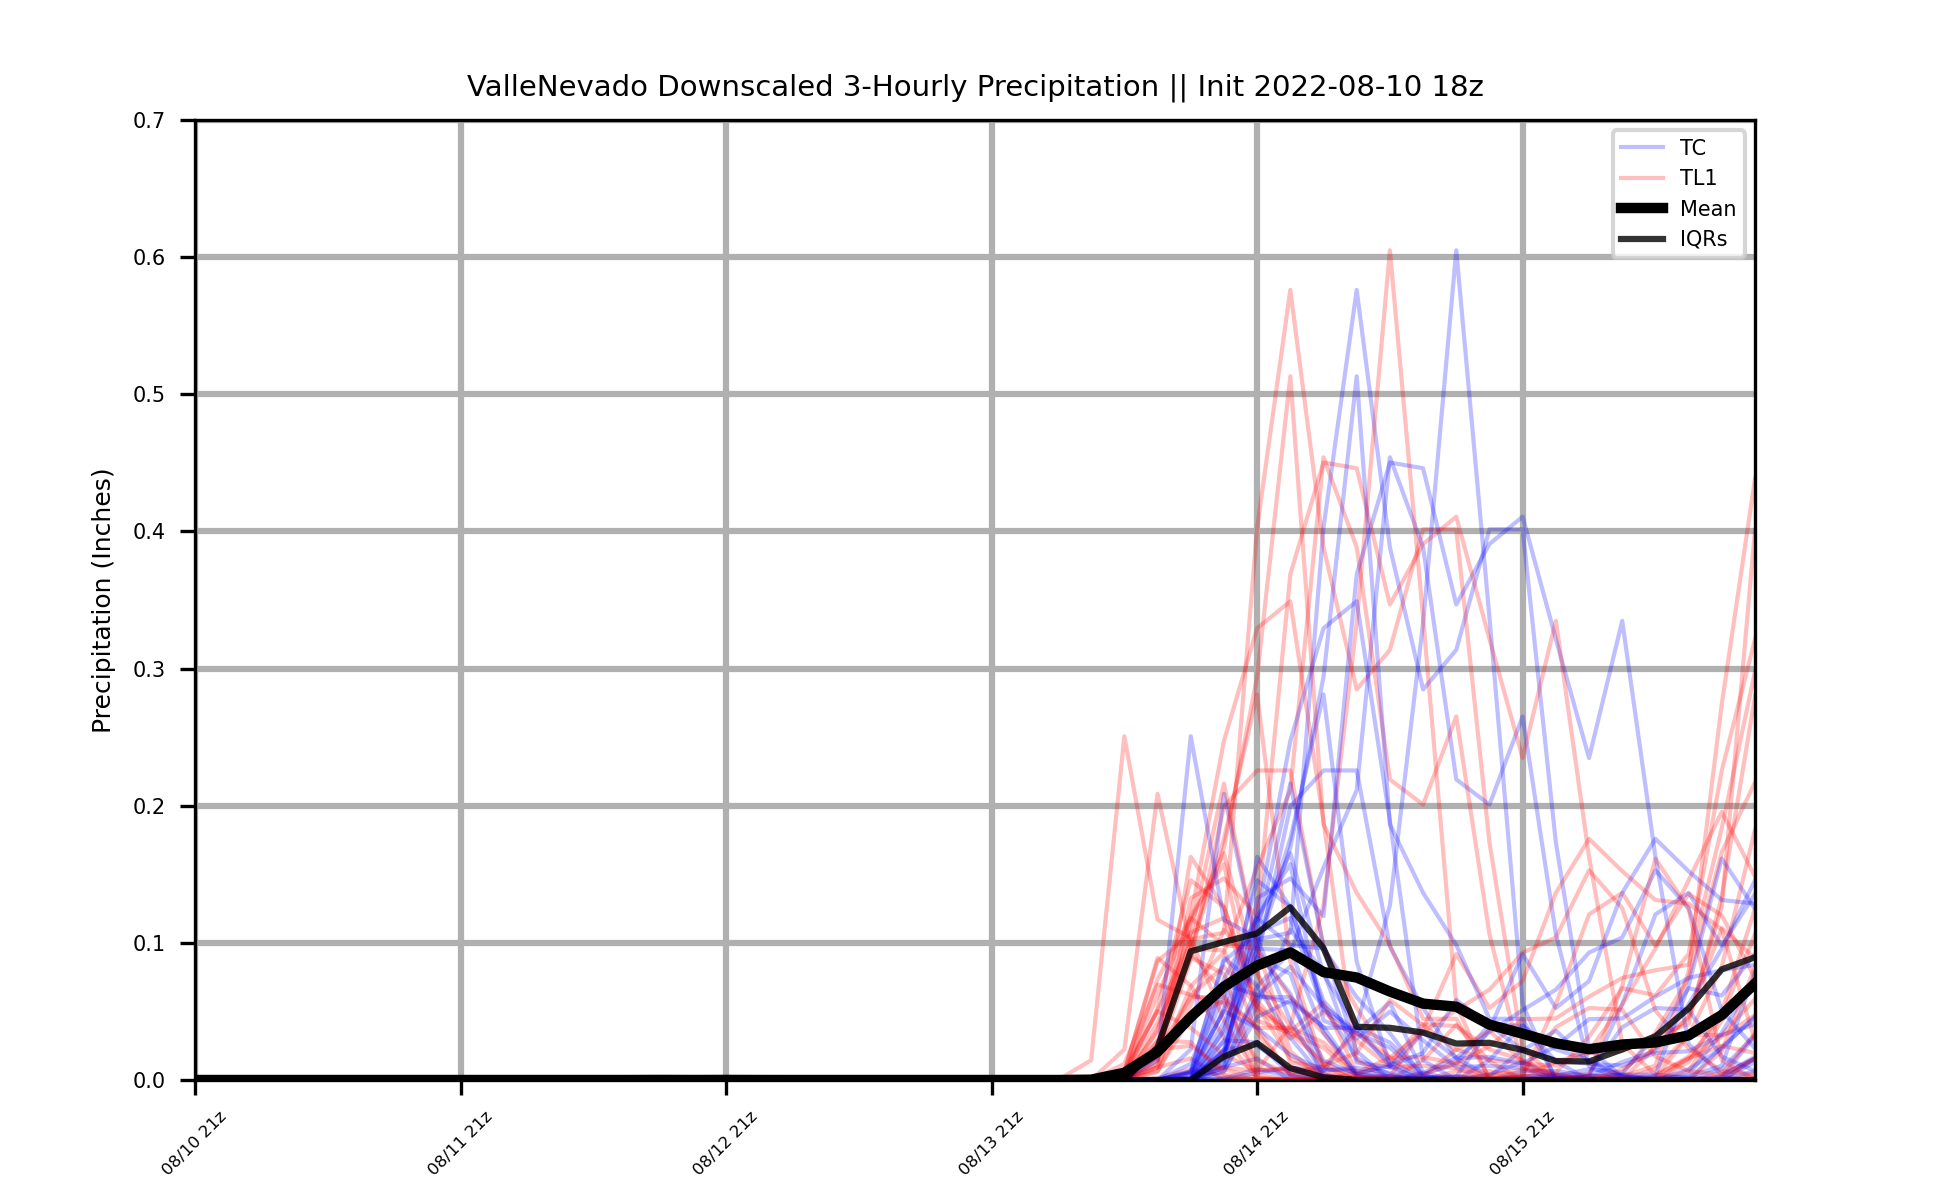 ValleNevado Downscaled 3-Hourly Precipitation || Init 2022-08-10 18z
TC
TL1
Mean
IQRs
Precipitation (Inches)
0.7
0.6
0.5
0.4
0.3
0.2
0.1
0.0
08/10 21z
08/11 21z
08/12 21z
08/13 21z
08/14 21z
08/15 21z